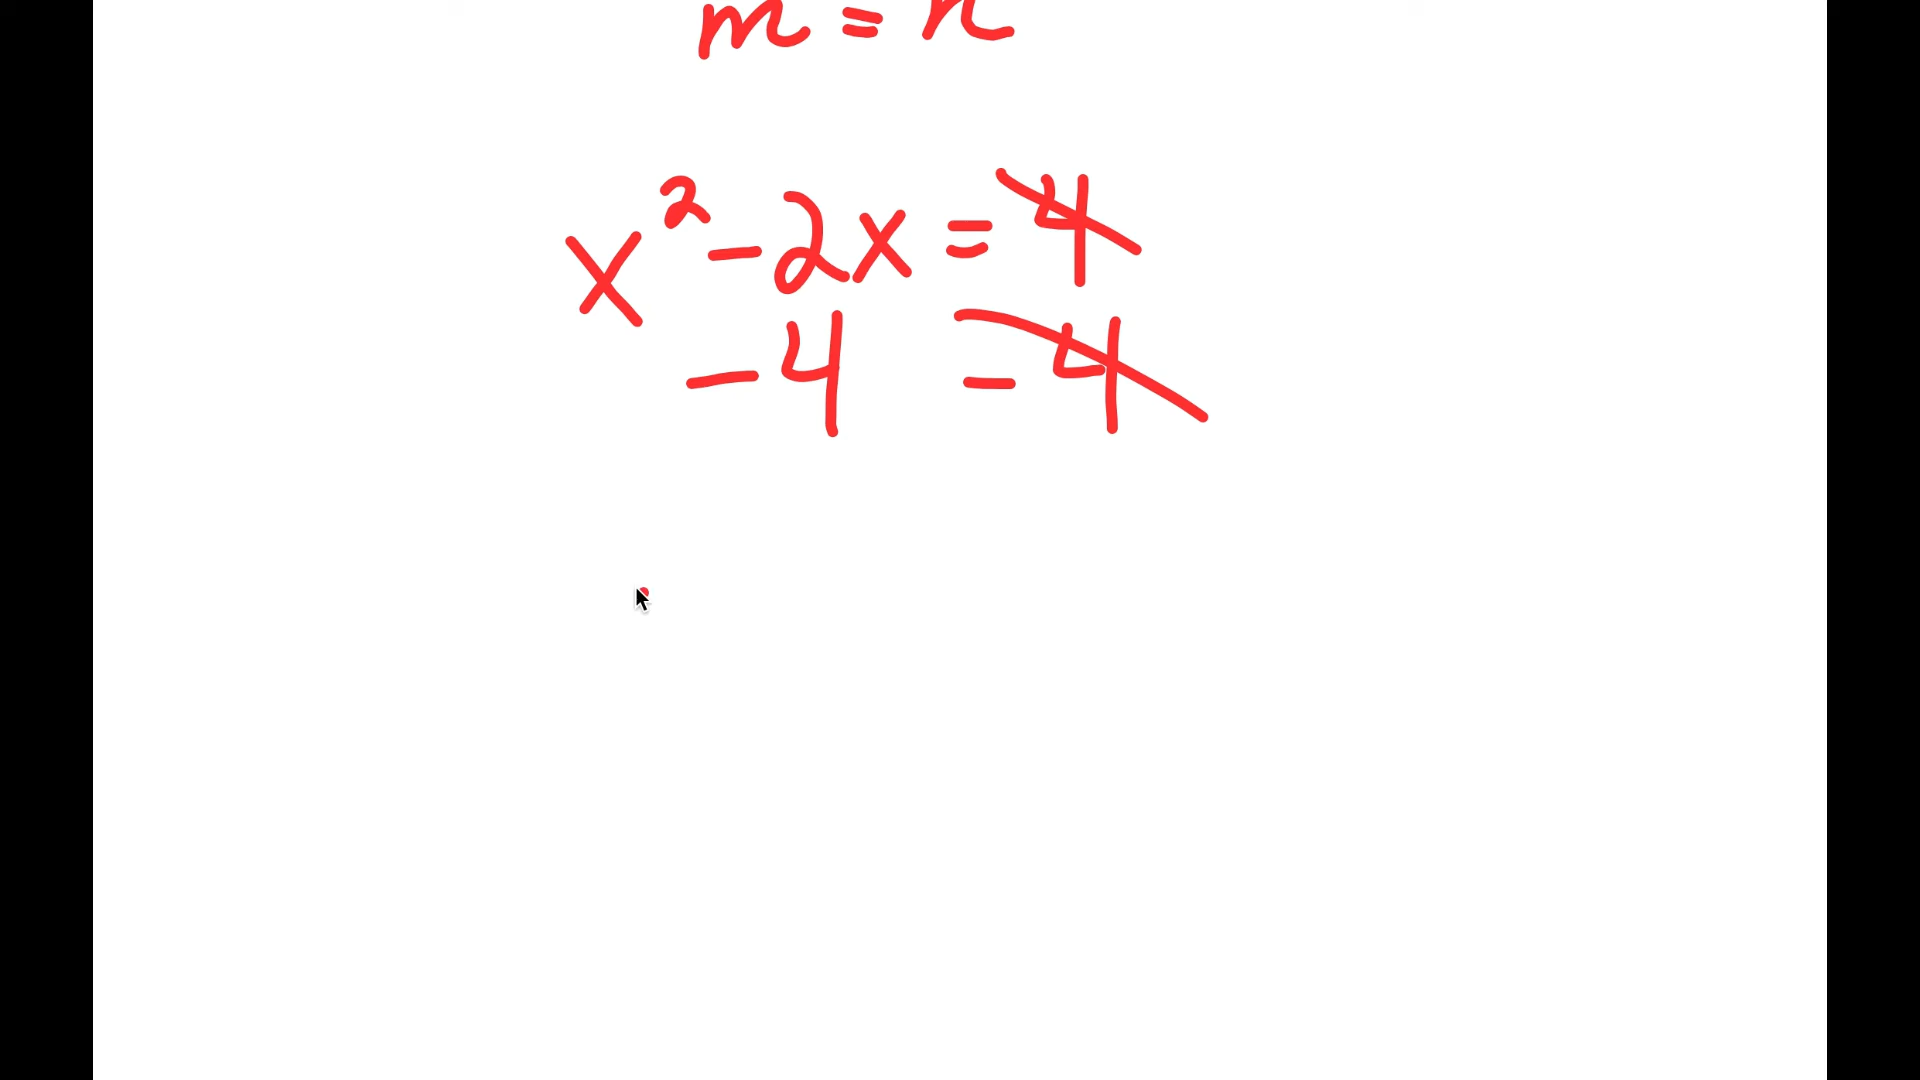 m = n
x² - 2x = 4
- 4 - 4